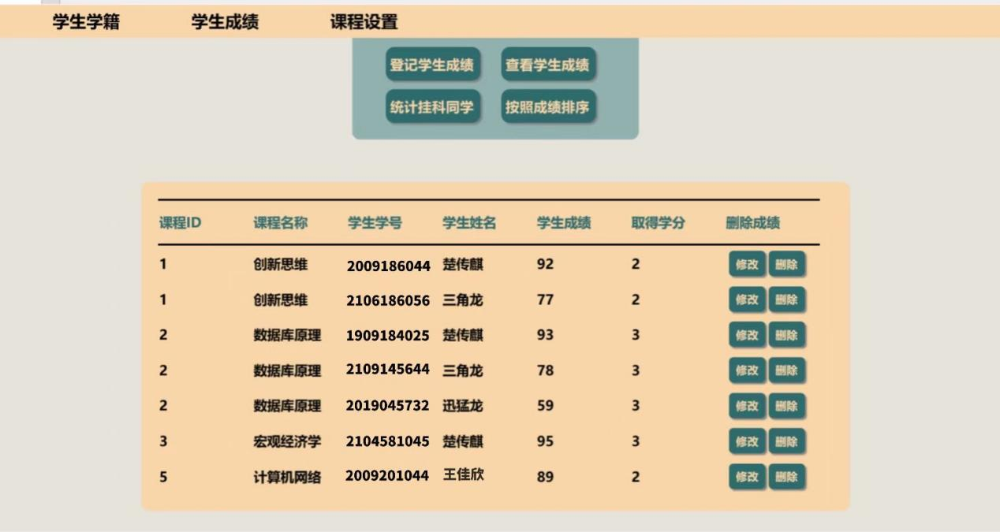 学生学籍 学生成绩 课程设置
登记学生成绩 查看学生成绩
统计挂科同学 按照成绩排序
课程ID 课程名称 学生学号 学生姓名 学生成绩 取得学分 删除成绩
1 创新思维 2009186044 楚传麒 92 2 修改 删除
1 创新思维 2106186056 三角龙 77 2 修改 删除
2 数据库原理 1909184025 楚传麒 93 3 修改 删除
2 数据库原理 2109145644 三角龙 78 3 修改 删除
2 数据库原理 2019045732 迅猛龙 59 3 修改 删除
3 宏观经济学 2104581045 楚传麒 95 3 修改 删除
5 计算机网络 2009201044 王佳欣 89 2 修改 删除